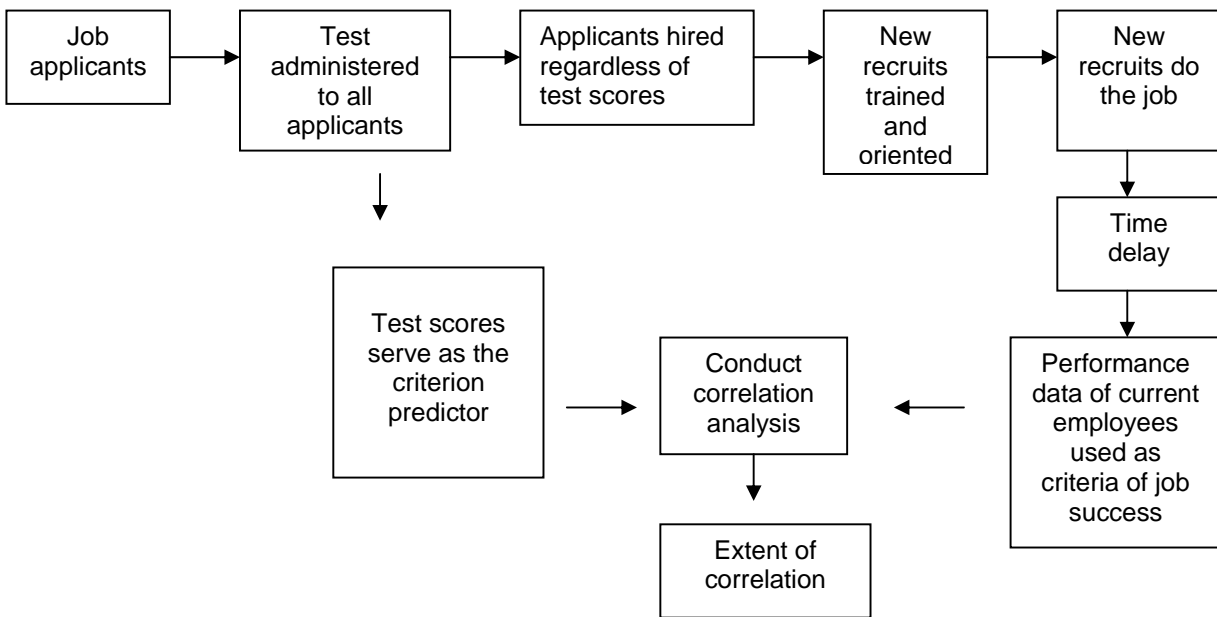 Job
applicants
Test
administered
to all
applicants
Applicants hired
regardless of
test scores
New
recruits
trained
and
oriented
New
recruits do
the job
Time
delay
Test scores
serve as the
criterion
predictor
Conduct
correlation
analysis
Performance
data of current
employees
used as
criteria of job
success
Extent of
correlation